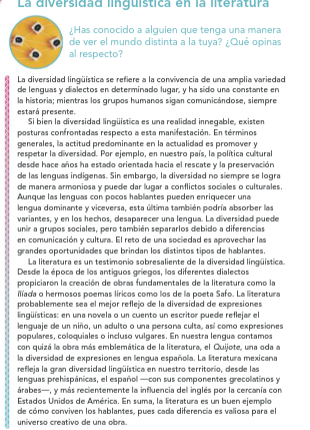 La diversidad lingüística en la literatura
¿Has conocido a alguien que tenga una manera
de ver el mundo distinta a la tuya? ¿Qué opinas
al respecto?
La diversidad lingüística se refiere a la convivencia de una amplia variedad
de lenguas y dialectos en determinado lugar, y ha sido una constante en
la historia; mientras los grupos humanos sigan comunicándose, siempre
estará presente.
Si bien la diversidad lingüística es una realidad innegable, existen
posturas confrontadas respecto a esta manifestación. En términos
generales, la actitud predominante en la actualidad es promover y
respetar la diversidad. Por ejemplo, en nuestro país, la política cultural
desde hace años ha estado orientada hacia el rescate y la preservación
de las lenguas indígenas. Sin embargo, la diversidad no siempre se logra
de manera armoniosa y puede dar lugar a conflictos sociales o culturales.
Aunque las lenguas con pocos hablantes pueden enriquecer una
lengua dominante y viceversa, esta última también podría absorber las
variantes, y en los hechos, desaparecer una lengua. La diversidad puede
unir a grupos sociales, pero también separarlos debido a diferencias
en comunicación y cultura. El reto de una sociedad es aprovechar las
grandes oportunidades que brindan los distintos tipos de hablantes.
La literatura es un testimonio sobresaliente de la diversidad lingüística.
Desde la época de los antiguos griegos, los diferentes dialectos
propiciaron la creación de obras fundamentales de la literatura como la
Ilíada o hermosos poemas líricos como los de la poeta Safo. La literatura
probablemente sea el mejor reflejo de la diversidad de expresiones
lingüísticas: en una novela o un cuento un escritor puede reflejar el
lenguaje de un niño, un adulto o una persona culta, así como expresiones
populares, coloquiales o incluso vulgares. En nuestra lengua contamos
con quizá la obra más emblemática de la literatura, el Quijote, una oda a
la diversidad de expresiones en lengua española. La literatura mexicana
refleja la gran diversidad lingüística en nuestro territorio, desde las
lenguas prehispánicas, el español —con sus componentes grecolatinos y
árabes—, y más recientemente la influencia del inglés por la cercanía con
Estados Unidos de América. En suma, la literatura es un buen ejemplo
de cómo conviven los hablantes, pues cada diferencia es valiosa para el
universo creativo de una obra.